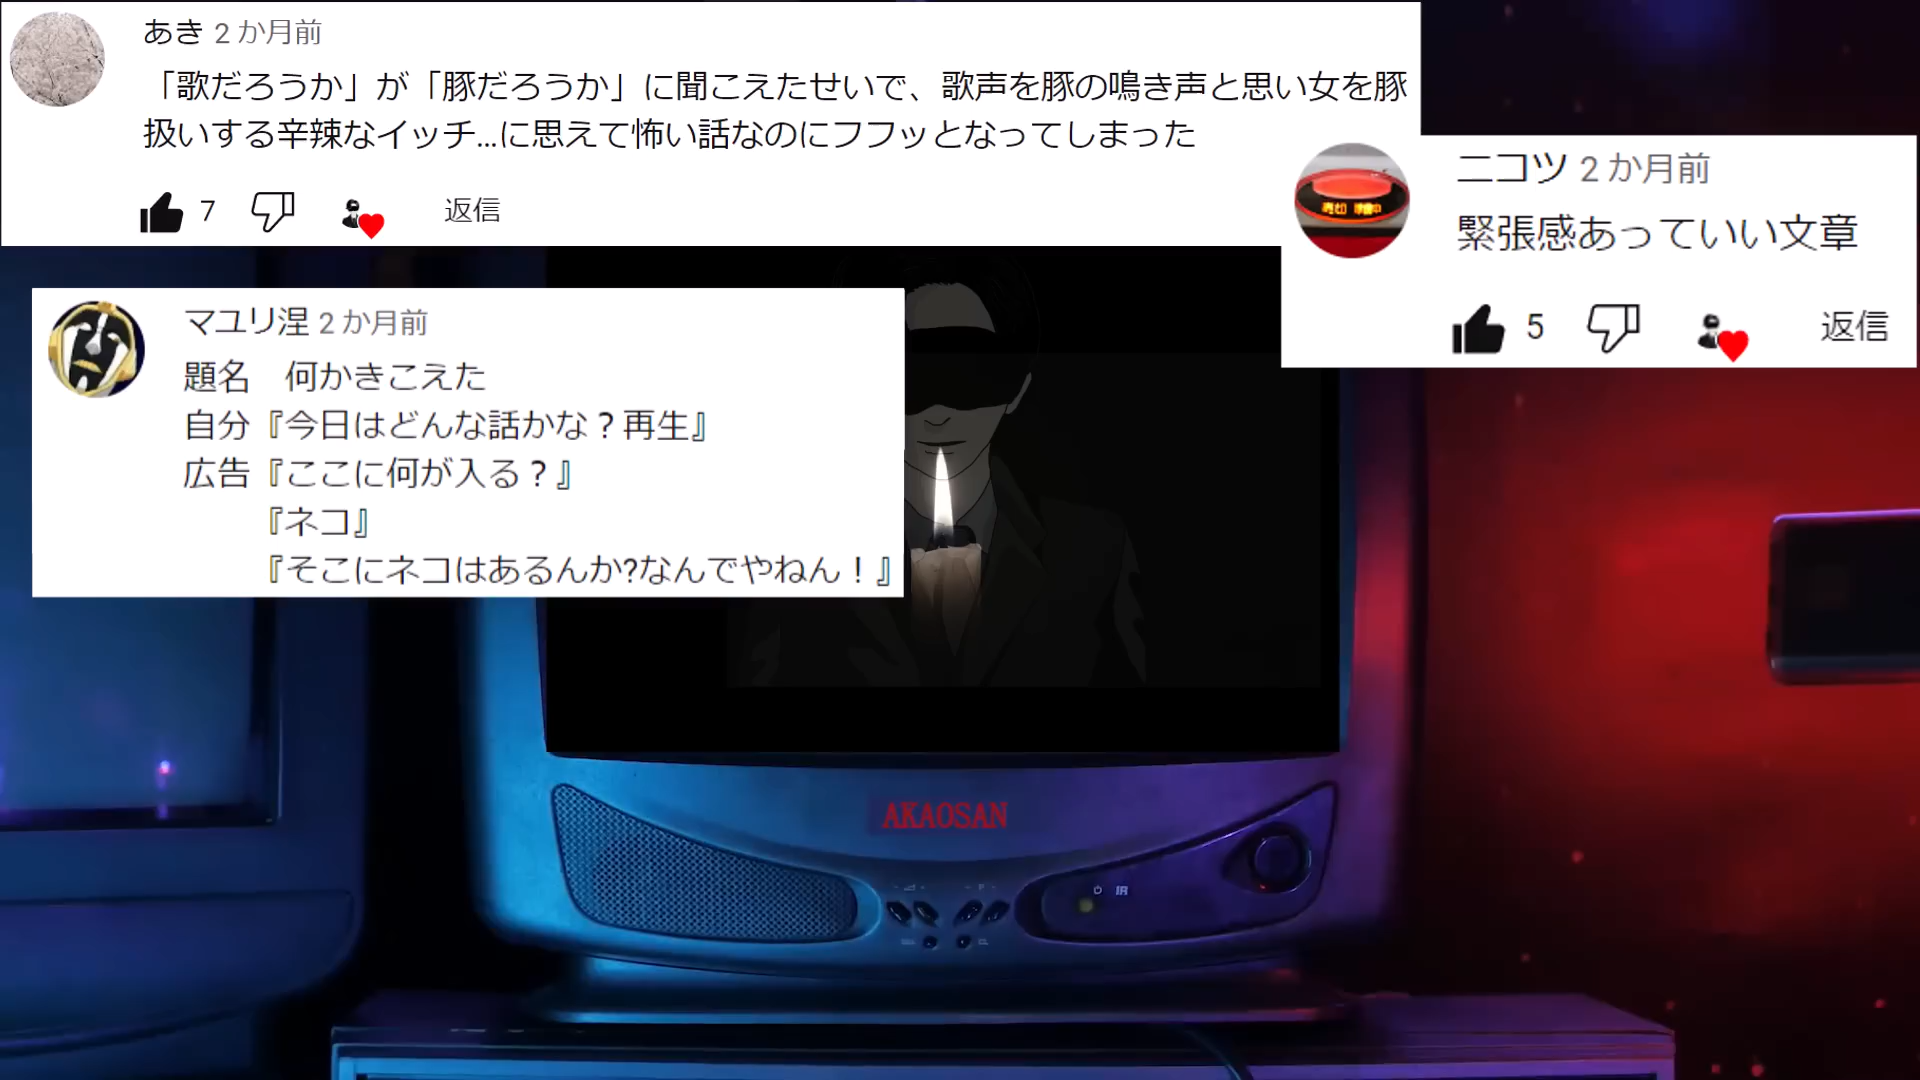 あき 2 か月前
「歌だろうか」が「豚だろうか」に聞こえたせいで、歌声を豚の鳴き声と思い女を豚
扱いする辛辣なイッチ...に思えて怖い話なのにフフッとなってしまった
7 返信
ニコツ 2 か月前
緊張感あっていい文章
5 返信
マユリ涅 2 か月前
題名　何かきこえた
自分『今日はどんな話かな？再生』
広告『ここに何が入る？』
『ネコ』
『そこにネコはあるんか?なんでやねん！』
AKAOSAN
IR